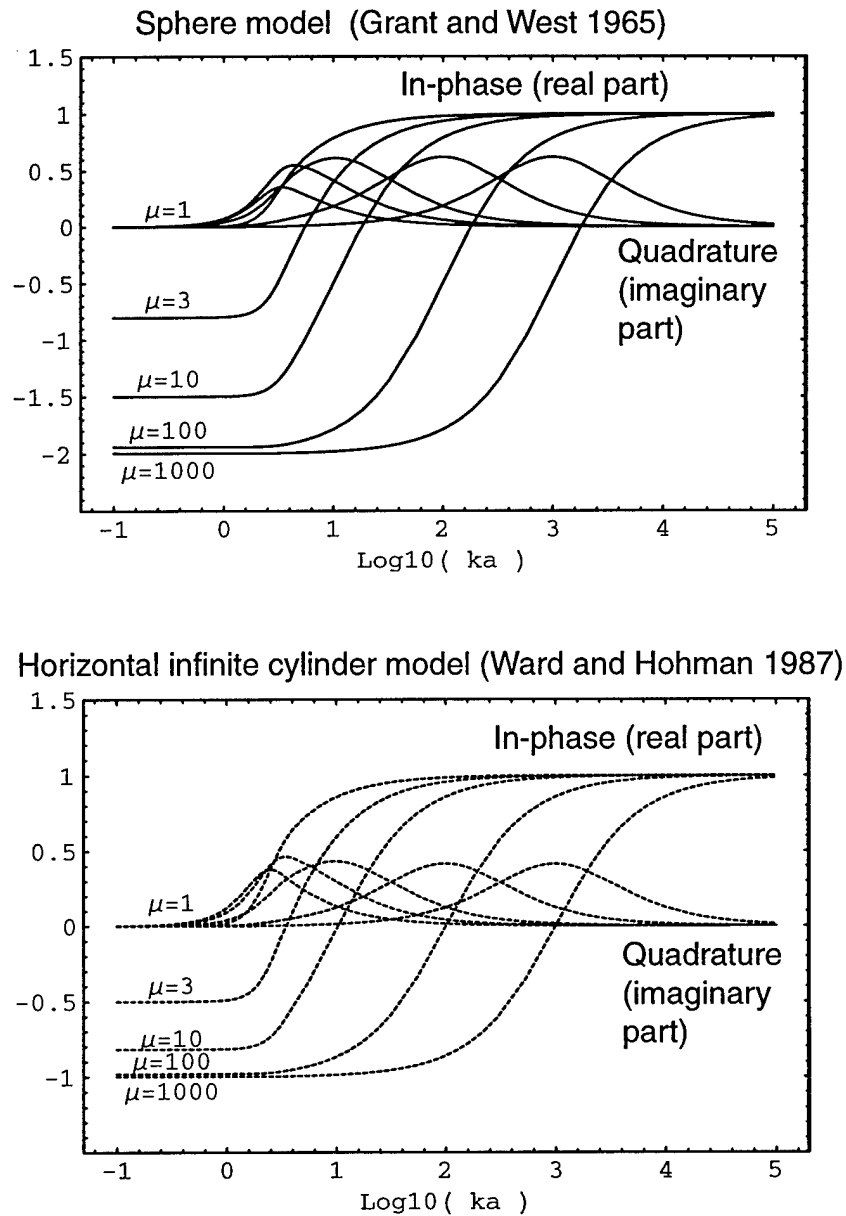 Sphere model (Grant and West 1965)
1.5
In-phase (real part)
1
0.5
μ=1
0
Quadrature
(imaginary
part)
-0.5
μ=3
-1
μ=10
-1.5
μ=100
-2
μ=1000
-1 0 1 2 3 4 5
Log10( ka )
Horizontal infinite cylinder model (Ward and Hohman 1987)
1.5
In-phase (real part)
1
0.5
μ=1
0
Quadrature
(imaginary
part)
-0.5
μ=3
μ=10
μ=100
-1
μ=1000
-1 0 1 2 3 4 5
Log10( ka )